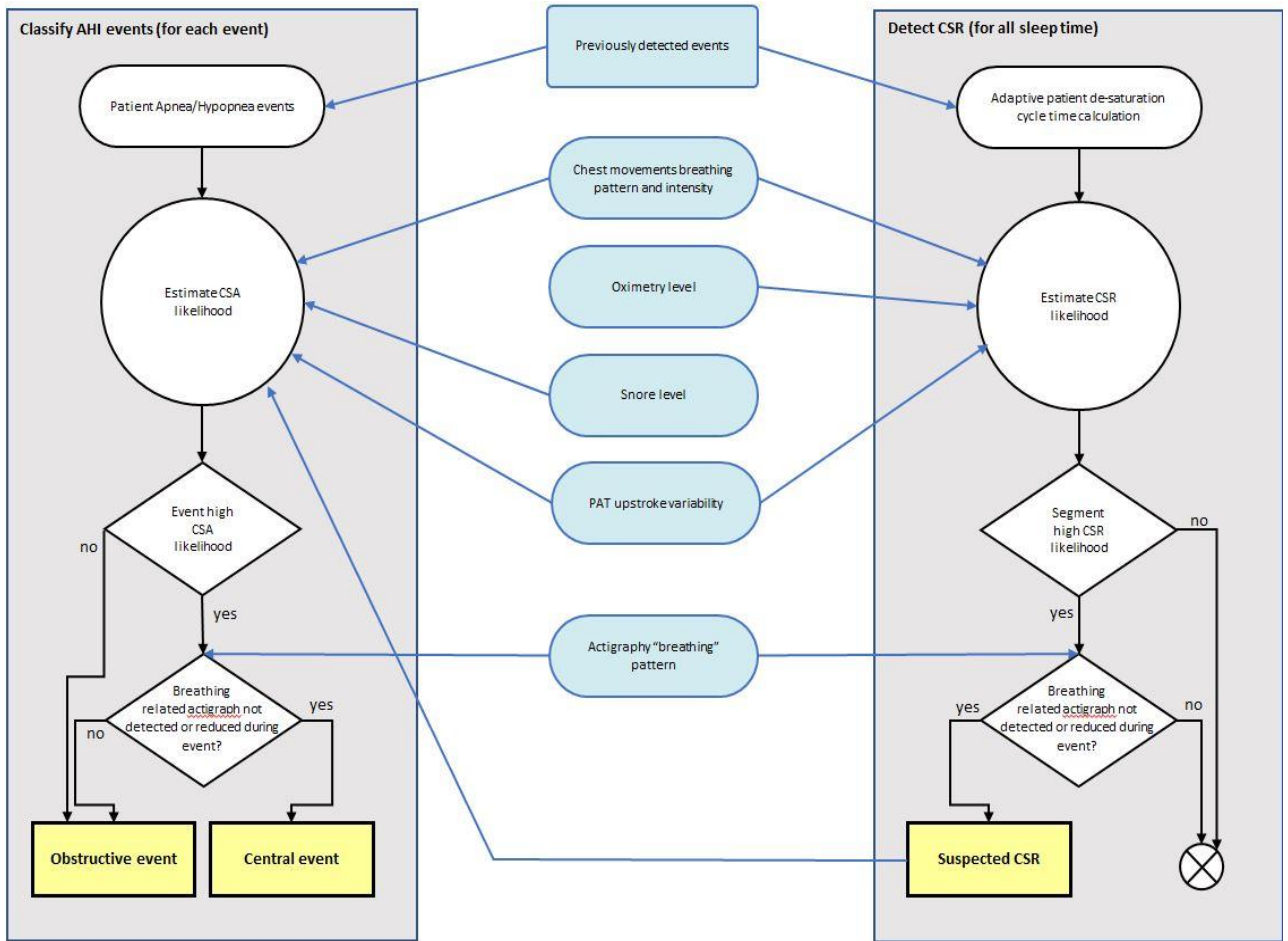 Classify AHI events (for each event)
Patient Apnea/Hypopnea events
Estimate CSA
likelihood
Event high
CSA
likelihood
no
yes
Breathing
related actigraph not
detected or reduced during
event?
no
yes
Obstructive event
Central event
Previously detected events
Chest movements breathing
pattern and intensity
Oximetry level
Snore level
PAT upstroke variability
Actigraphy “breathing”
pattern
Detect CSR (for all sleep time)
Adaptive patient de-saturation
cycle time calculation
Estimate CSR
likelihood
Segment
high CSR
likelihood
no
yes
Breathing
related actigraph not
detected or reduced during
event?
yes
no
Suspected CSR